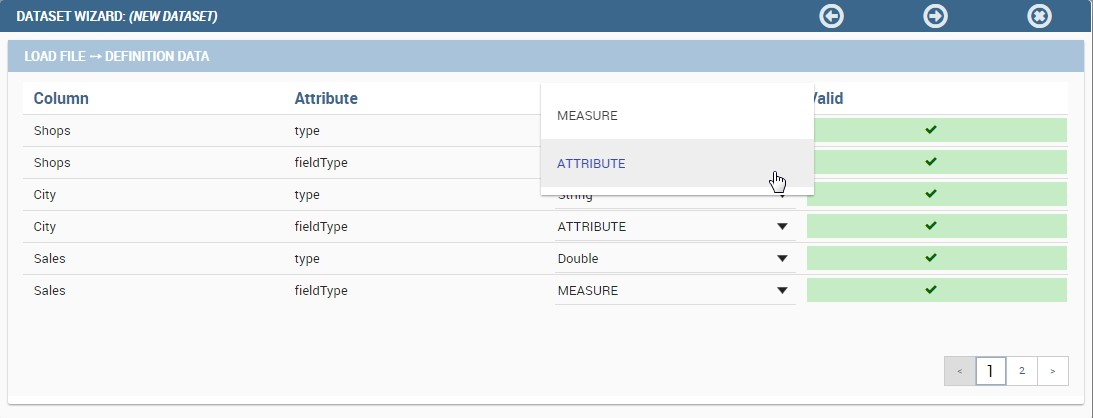 DATASET WIZARD: (NEW DATASET)
LOAD FILE ↔ DEFINITION DATA
Column Attribute Valid
MEASURE
Shops type
ATTRIBUTE
Shops fieldType
City type String
City fieldType ATTRIBUTE
Sales type Double
Sales fieldType MEASURE
< 1 2 >